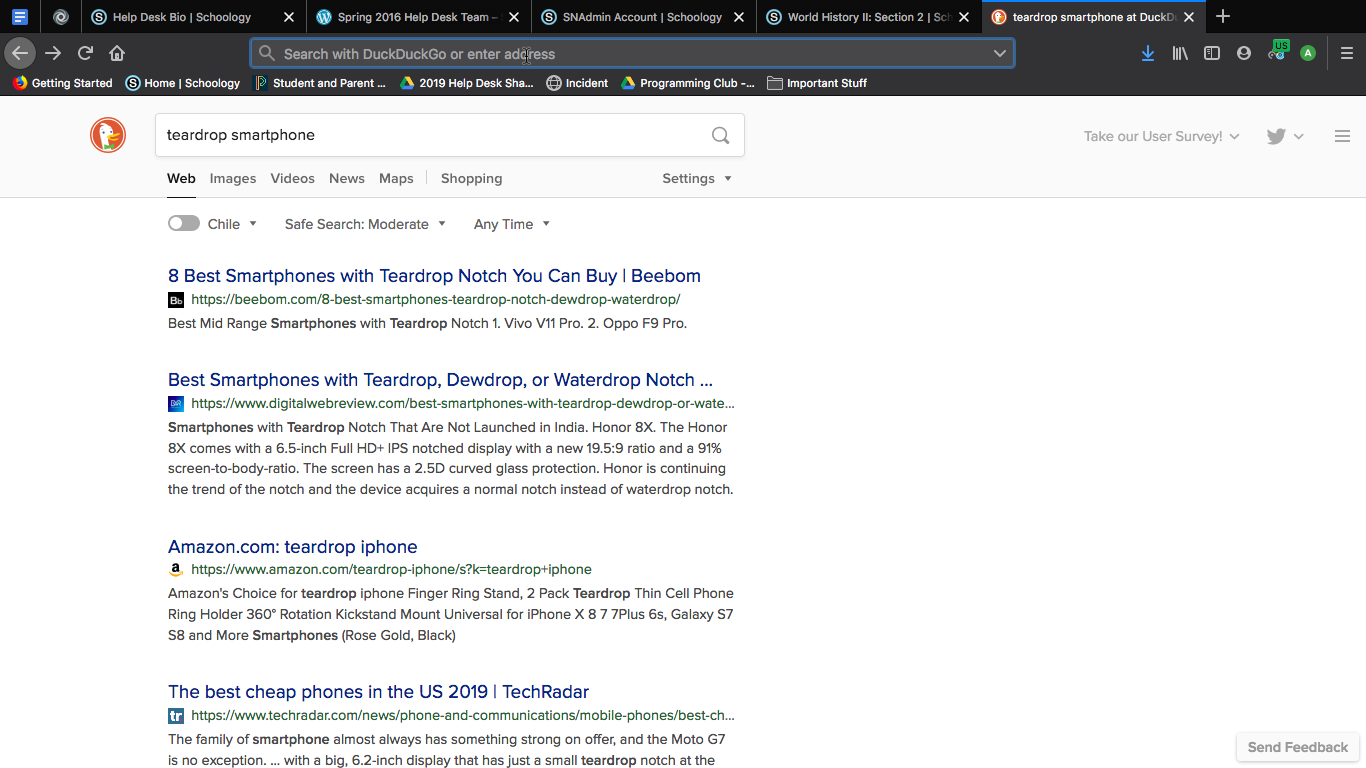 Help Desk Bio | Schoology
Spring 2016 Help Desk Team –
SNAdmin Account | Schoology
World History II: Section 2 | Sch
teardrop smartphone at DuckDu
Search with DuckDuckGo or enter address
US
A
Getting Started
Home | Schoology
Student and Parent ...
2019 Help Desk Sha...
Incident
Programming Club -...
Important Stuff
teardrop smartphone
Take our User Survey!
Web Images Videos News Maps Shopping Settings
Chile Safe Search: Moderate Any Time
8 Best Smartphones with Teardrop Notch You Can Buy | Beebom
https://beebom.com/8-best-smartphones-teardrop-notch-dewdrop-waterdrop/
Best Mid Range Smartphones with Teardrop Notch 1. Vivo V11 Pro. 2. Oppo F9 Pro.
Best Smartphones with Teardrop, Dewdrop, or Waterdrop Notch ...
https://www.digitalwebreview.com/best-smartphones-with-teardrop-dewdrop-or-wate...
Smartphones with Teardrop Notch That Are Not Launched in India. Honor 8X. The Honor
8X comes with a 6.5-inch Full HD+ IPS notched display with a new 19.5:9 ratio and a 91%
screen-to-body-ratio. The screen has a 2.5D curved glass protection. Honor is continuing
the trend of the notch and the device acquires a normal notch instead of waterdrop notch.
Amazon.com: teardrop iphone
https://www.amazon.com/teardrop-iphone/s?k=teardrop+iphone
Amazon's Choice for teardrop iphone Finger Ring Stand, 2 Pack Teardrop Thin Cell Phone
Ring Holder 360° Rotation Kickstand Mount Universal for iPhone X 8 7 7Plus 6s, Galaxy S7
S8 and More Smartphones (Rose Gold, Black)
The best cheap phones in the US 2019 | TechRadar
https://www.techradar.com/news/phone-and-communications/mobile-phones/best-ch...
The family of smartphone almost always has something strong on offer, and the Moto G7
is no exception. ... with a big, 6.2-inch display that has just a small teardrop notch at the
Send Feedback